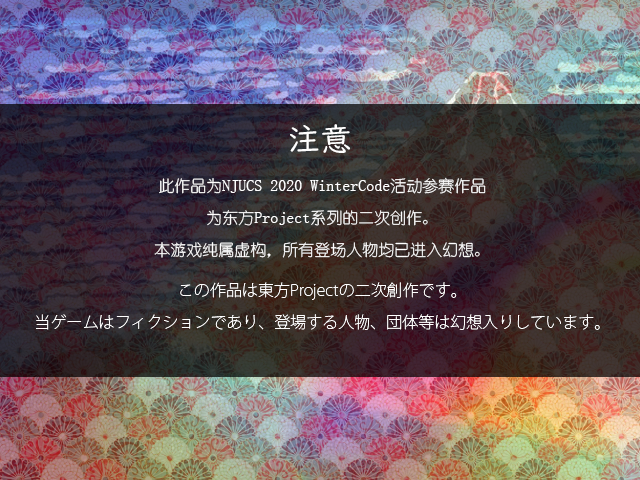 注意
此作品为NJUCS 2020 WinterCode活动参赛作品
为东方Project系列的二次创作。
本游戏纯属虚构，所有登场人物均已进入幻想。
この作品は東方Projectの二次創作です。
当ゲームはフィクションであり、登場する人物、団体等は幻想入りしています。